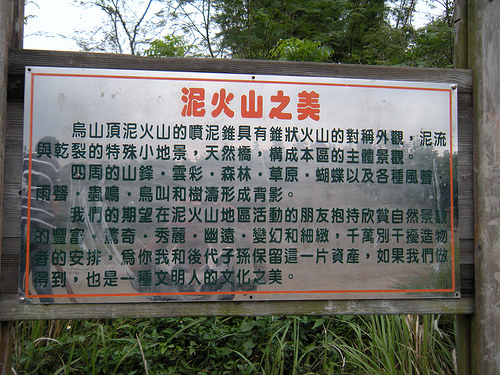 泥火山之美
烏山頂泥火山的噴泥錐具有錐狀火山的對稱外觀，泥流
與乾裂的特殊小地景，天然橋，構成本區的主體景觀。
四周的山鋒、雲彩、森林、草原、蝴蝶以及各種風聲
雨聲、蟲鳴、鳥叫和樹濤形成背影。
我們的期望在泥火山地區活動的朋友抱持欣賞自然景觀
的豐富、驚奇、秀麗、幽遠、變幻和細緻，千萬別干擾造物
者的安排，為你我和後代子孫保留這一片資產，如果我們做
得到，也是一種文明人的文化之美。